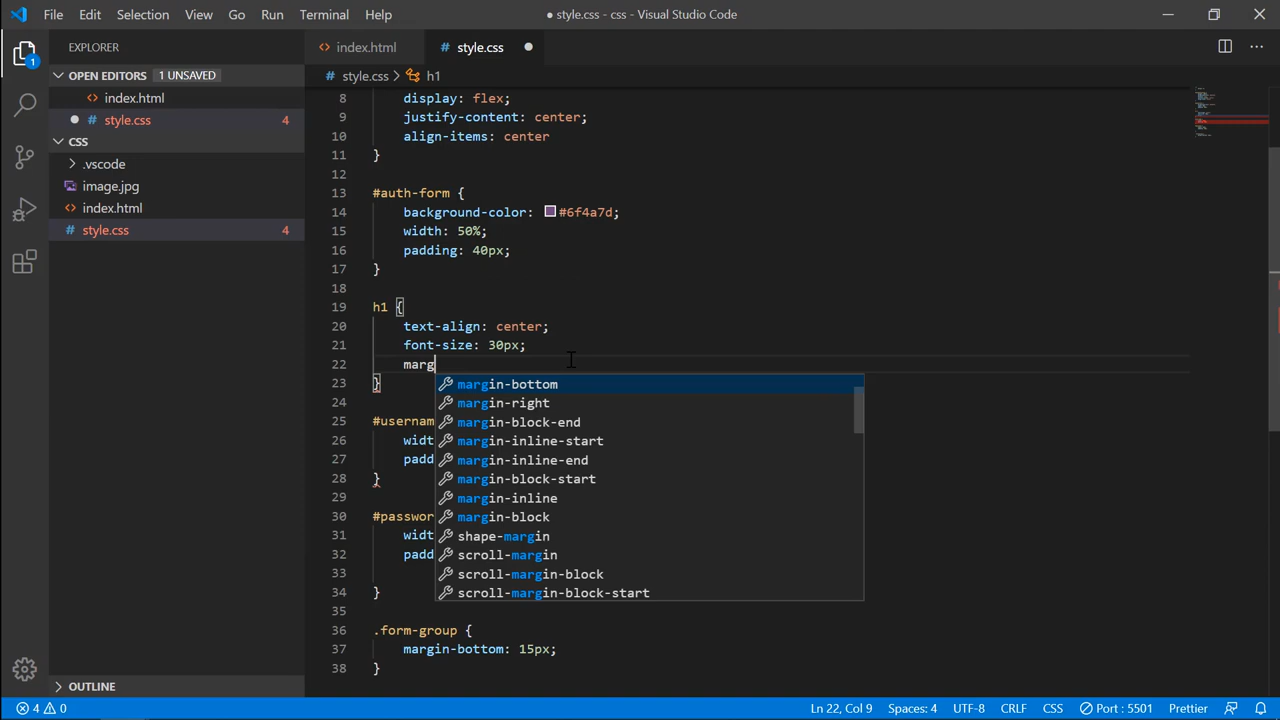 File Edit Selection View Go Run Terminal Help ● style.css - css - Visual Studio Code
EXPLORER
index.html
style.css
OPEN EDITORS 1 UNSAVED
style.css > h1
index.html
style.css 4
CSS
.vscode
image.jpg
index.html
style.css 4
OUTLINE
8 display: flex;
9 justify-content: center;
10 align-items: center
11 }
12
13 #auth-form {
14 background-color: #6f4a7d;
15 width: 50%;
16 padding: 40px;
17 }
18
19 h1 {
20 text-align: center;
21 font-size: 30px;
22 marg
23 }
24
25 #usernam
26 widt
27 padd
28 }
29
30 #passwor
31 widt
32 padd
33
34 }
35
36 .form-group {
37 margin-bottom: 15px;
38 }
margin-bottom
margin-right
margin-block-end
margin-inline-start
margin-inline-end
margin-block-start
margin-inline
margin-block
shape-margin
scroll-margin
scroll-margin-block
scroll-margin-block-start
1
4 0 Ln 22, Col 9 Spaces: 4 UTF-8 CRLF CSS Port : 5501 Prettier